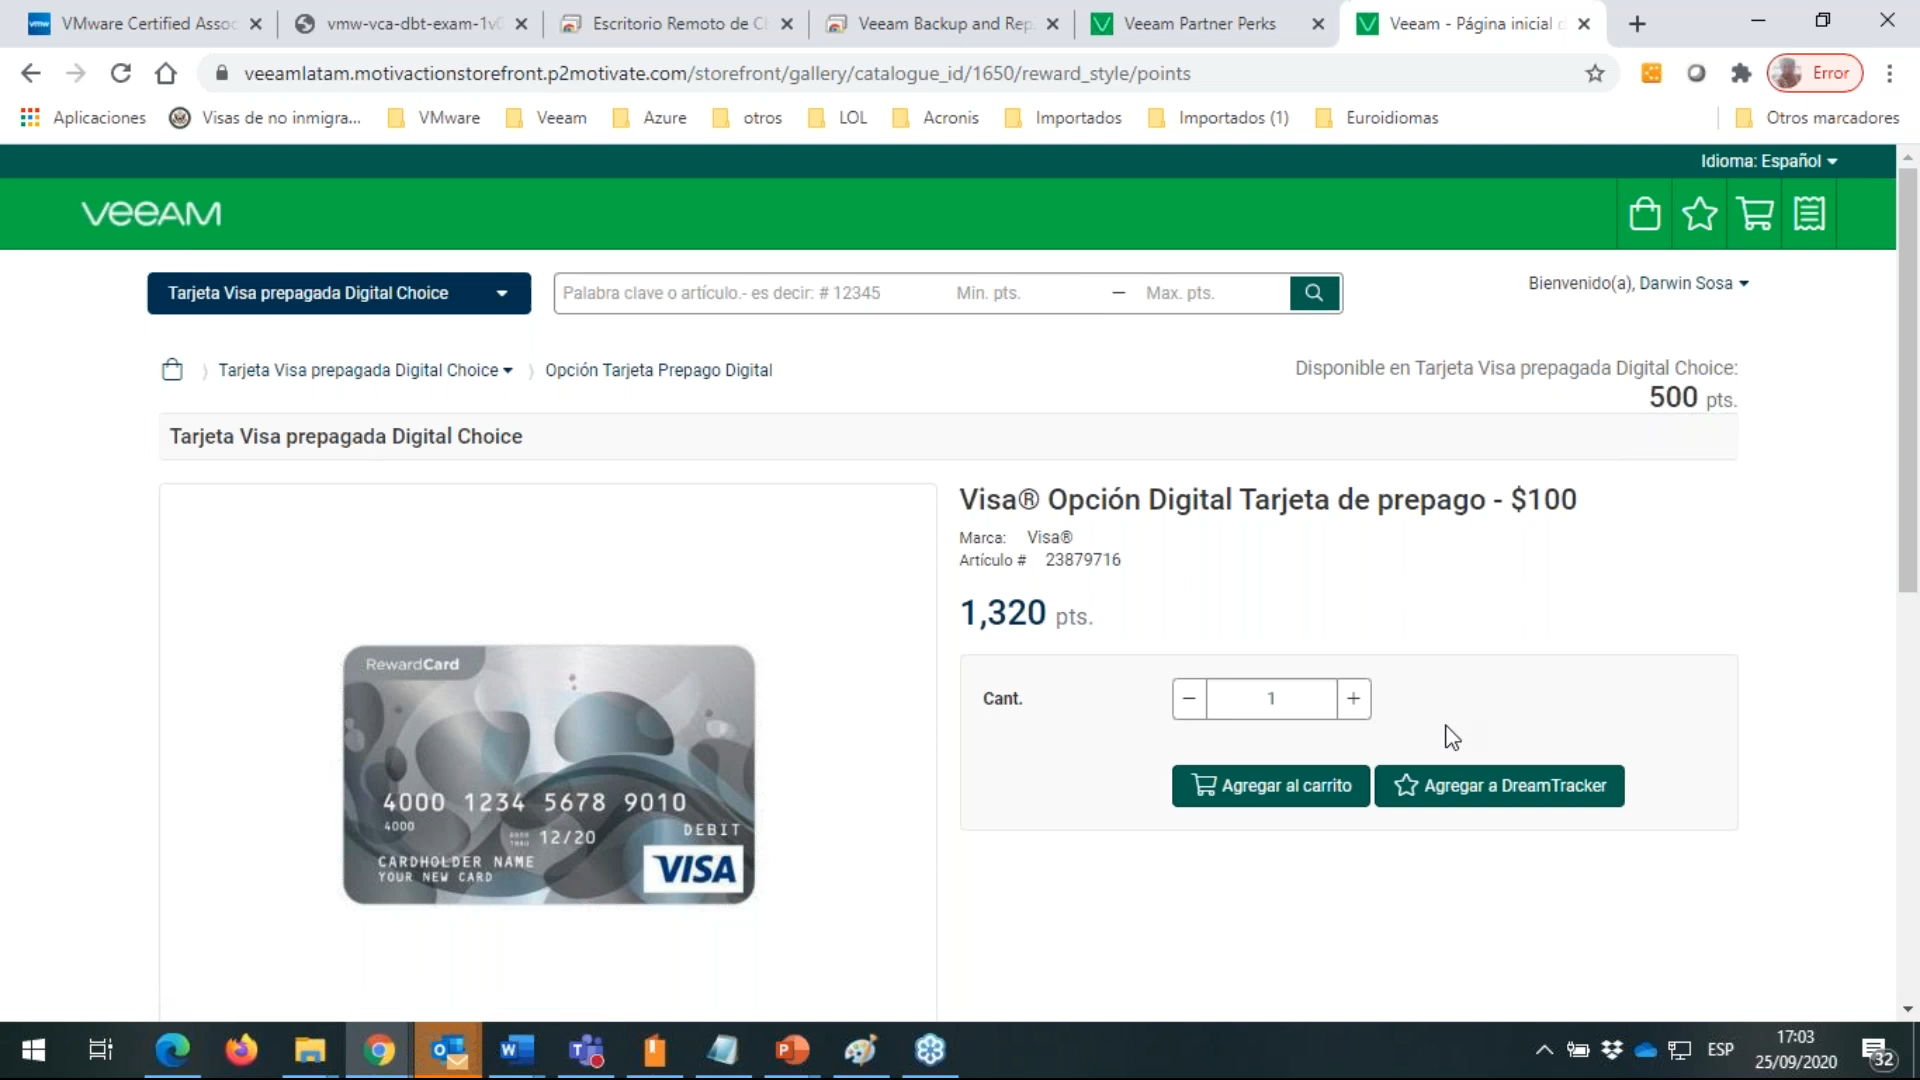 VMware Certified Assoc
vmw-vca-dbt-exam-1v0
Escritorio Remoto de Ch
Veeam Backup and Rep
Veeam Partner Perks
Veeam - Página inicial d
veeamlatam.motivactionstorefront.p2motivate.com/storefront/gallery/catalogue_id/1650/reward_style/points
Error
Aplicaciones
Visas de no inmigra...
VMware
Veeam
Azure
otros
LOL
Acronis
Importados
Importados (1)
Euroidiomas
Otros marcadores
Idioma: Español
VEEAM
Tarjeta Visa prepagada Digital Choice
Palabra clave o artículo.- es decir: # 12345
Min. pts.
—
Max. pts.
Bienvenido(a), Darwin Sosa
Tarjeta Visa prepagada Digital Choice
Opción Tarjeta Prepago Digital
Disponible en Tarjeta Visa prepagada Digital Choice:
500 pts.
Tarjeta Visa prepagada Digital Choice
Visa® Opción Digital Tarjeta de prepago - $100
Marca: Visa®
Artículo # 23879716
1,320 pts.
Cant.
− 1 +
Agregar al carrito
Agregar a DreamTracker
RewardCard
4000 1234 5678 9010
4000
12/20
DEBIT
CARDHOLDER NAME
YOUR NEW CARD
VISA
ESP
17:03
25/09/2020
32